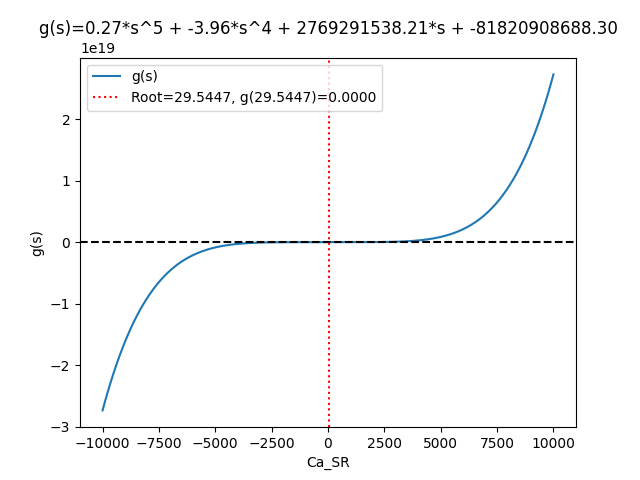 g(s)=0.27*s^5 + -3.96*s^4 + 2769291538.21*s + -81820908688.30
1e19
g(s)
Root=29.5447, g(29.5447)=0.0000
2
1
0
−1
−2
−3
g(s)
−10000 −7500 −5000 −2500 0 2500 5000 7500 10000
Ca_SR